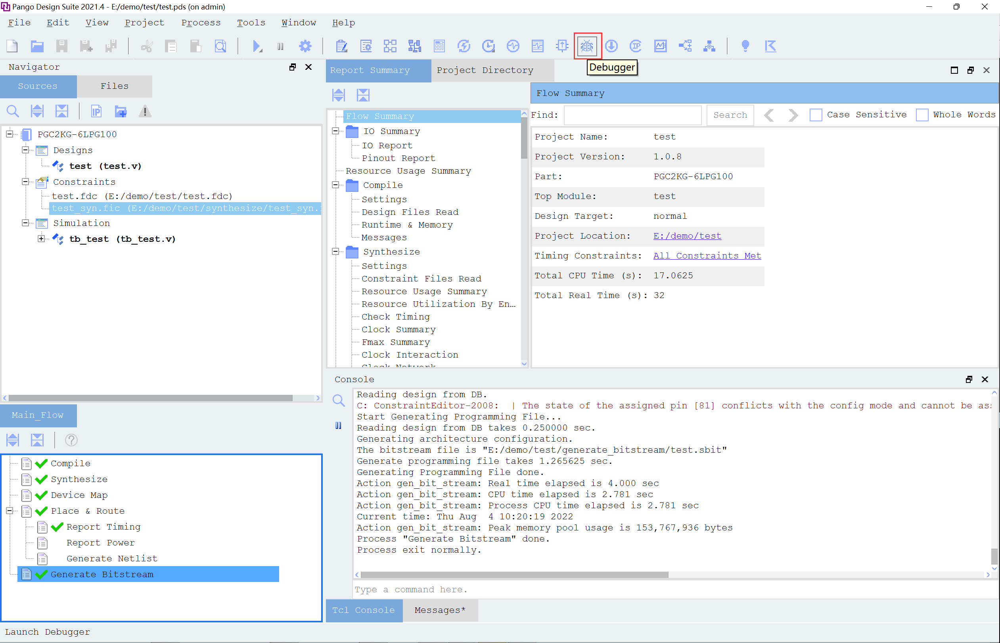 Pango Design Suite 2021.4 - E:/demo/test/test.pds (on admin)
File Edit View Project Process Tools Window Help
Debugger
Navigator
Sources Files
PGC2KG-6LPG100
Designs
test (test.v)
Constraints
test.fdc (E:/demo/test/test.fdc)
test_syn.fic (E:/demo/test/synthesize/test_syn.
Simulation
tb_test (tb_test.v)
Main_Flow
Compile
Synthesize
Device Map
Place & Route
Report Timing
Report Power
Generate Netlist
Generate Bitstream
Report Summary Project Directory
Flow Summary
IO Summary
IO Report
Pinout Report
Resource Usage Summary
Compile
Settings
Design Files Read
Runtime & Memory
Messages
Synthesize
Settings
Constraint Files Read
Resource Usage Summary
Resource Utilization By En...
Check Timing
Clock Summary
Fmax Summary
Clock Interaction
Clock Network
Flow Summary
Find: Search Case Sensitive Whole Words
Project Name: test
Project Version: 1.0.8
Part: PGC2KG-6LPG100
Top Module: test
Design Target: normal
Project Location: E:/demo/test
Timing Constraints: All Constraints Met
Total CPU Time (s): 17.0625
Total Real Time (s): 32
Console
Reading design from DB.
C: ConstraintEditor-2008: | The state of the assigned pin [81] conflicts with the config mode and cannot be as
Start Generating Programming File...
Reading design from DB takes 0.250000 sec.
Generating architecture configuration.
The bitstream file is "E:/demo/test/generate_bitstream/test.sbit"
Generate programming file takes 1.265625 sec.
Generating Programming File done.
Action gen_bit_stream: Real time elapsed is 4.000 sec
Action gen_bit_stream: CPU time elapsed is 2.781 sec
Action gen_bit_stream: Process CPU time elapsed is 2.781 sec
Current time: Thu Aug  4 10:20:19 2022
Action gen_bit_stream: Peak memory pool usage is 153,767,936 bytes
Process "Generate Bitstream" done.
Process exit normally.
Type a command here.
Tcl Console Messages*
Launch Debugger